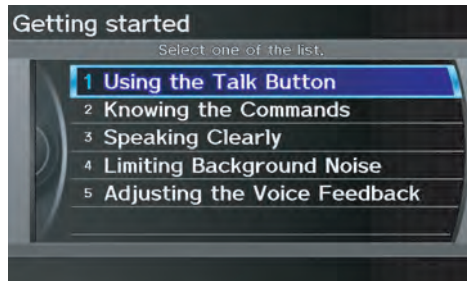 Getting started
Select one of the list.
1 Using the Talk Button
2 Knowing the Commands
3 Speaking Clearly
4 Limiting Background Noise
5 Adjusting the Voice Feedback